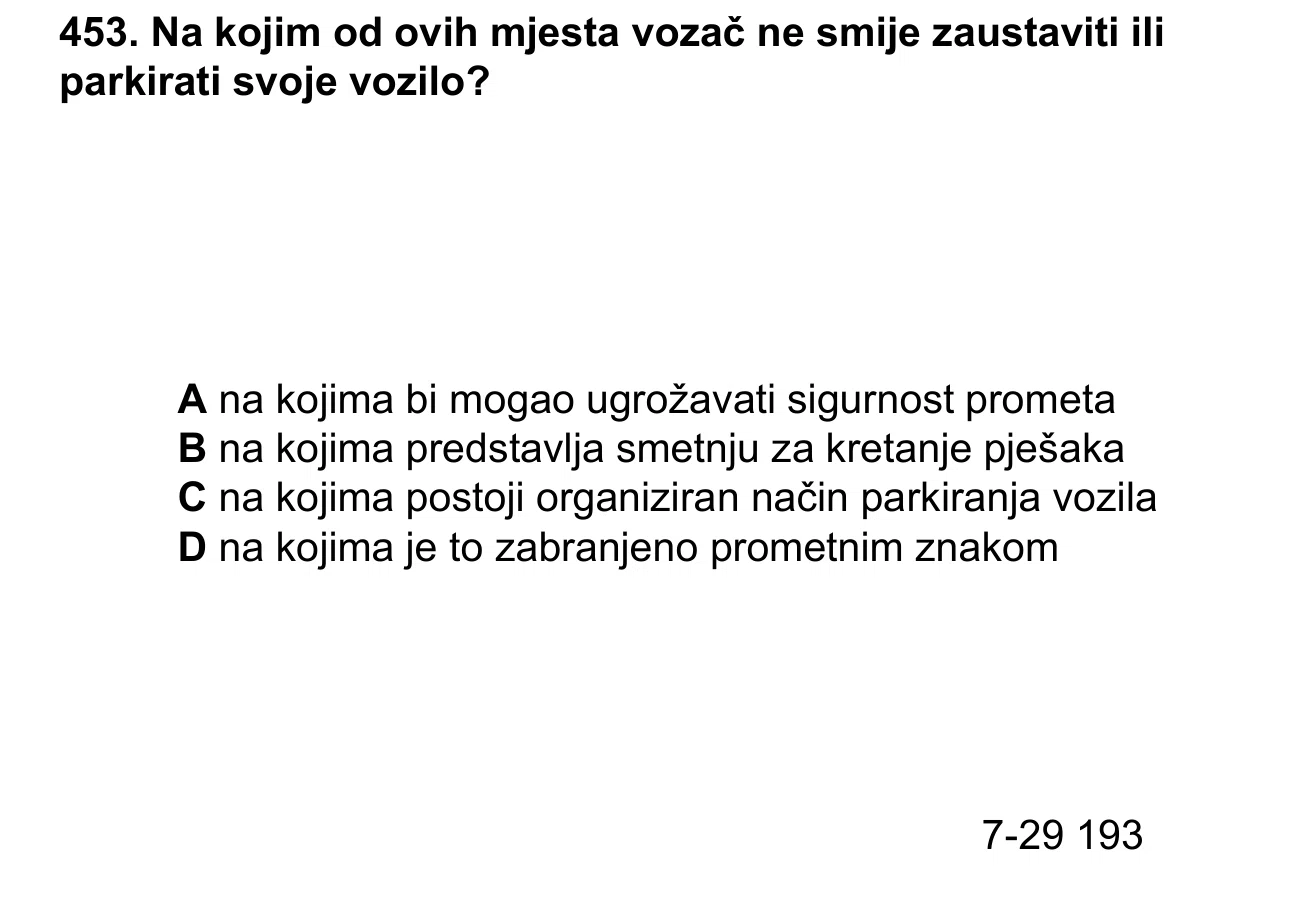 453. Na kojim od ovih mjesta vozač ne smije zaustaviti ili
parkirati svoje vozilo?
A na kojima bi mogao ugrožavati sigurnost prometa
B na kojima predstavlja smetnju za kretanje pješaka
C na kojima postoji organiziran način parkiranja vozila
D na kojima je to zabranjeno prometnim znakom
7-29 193